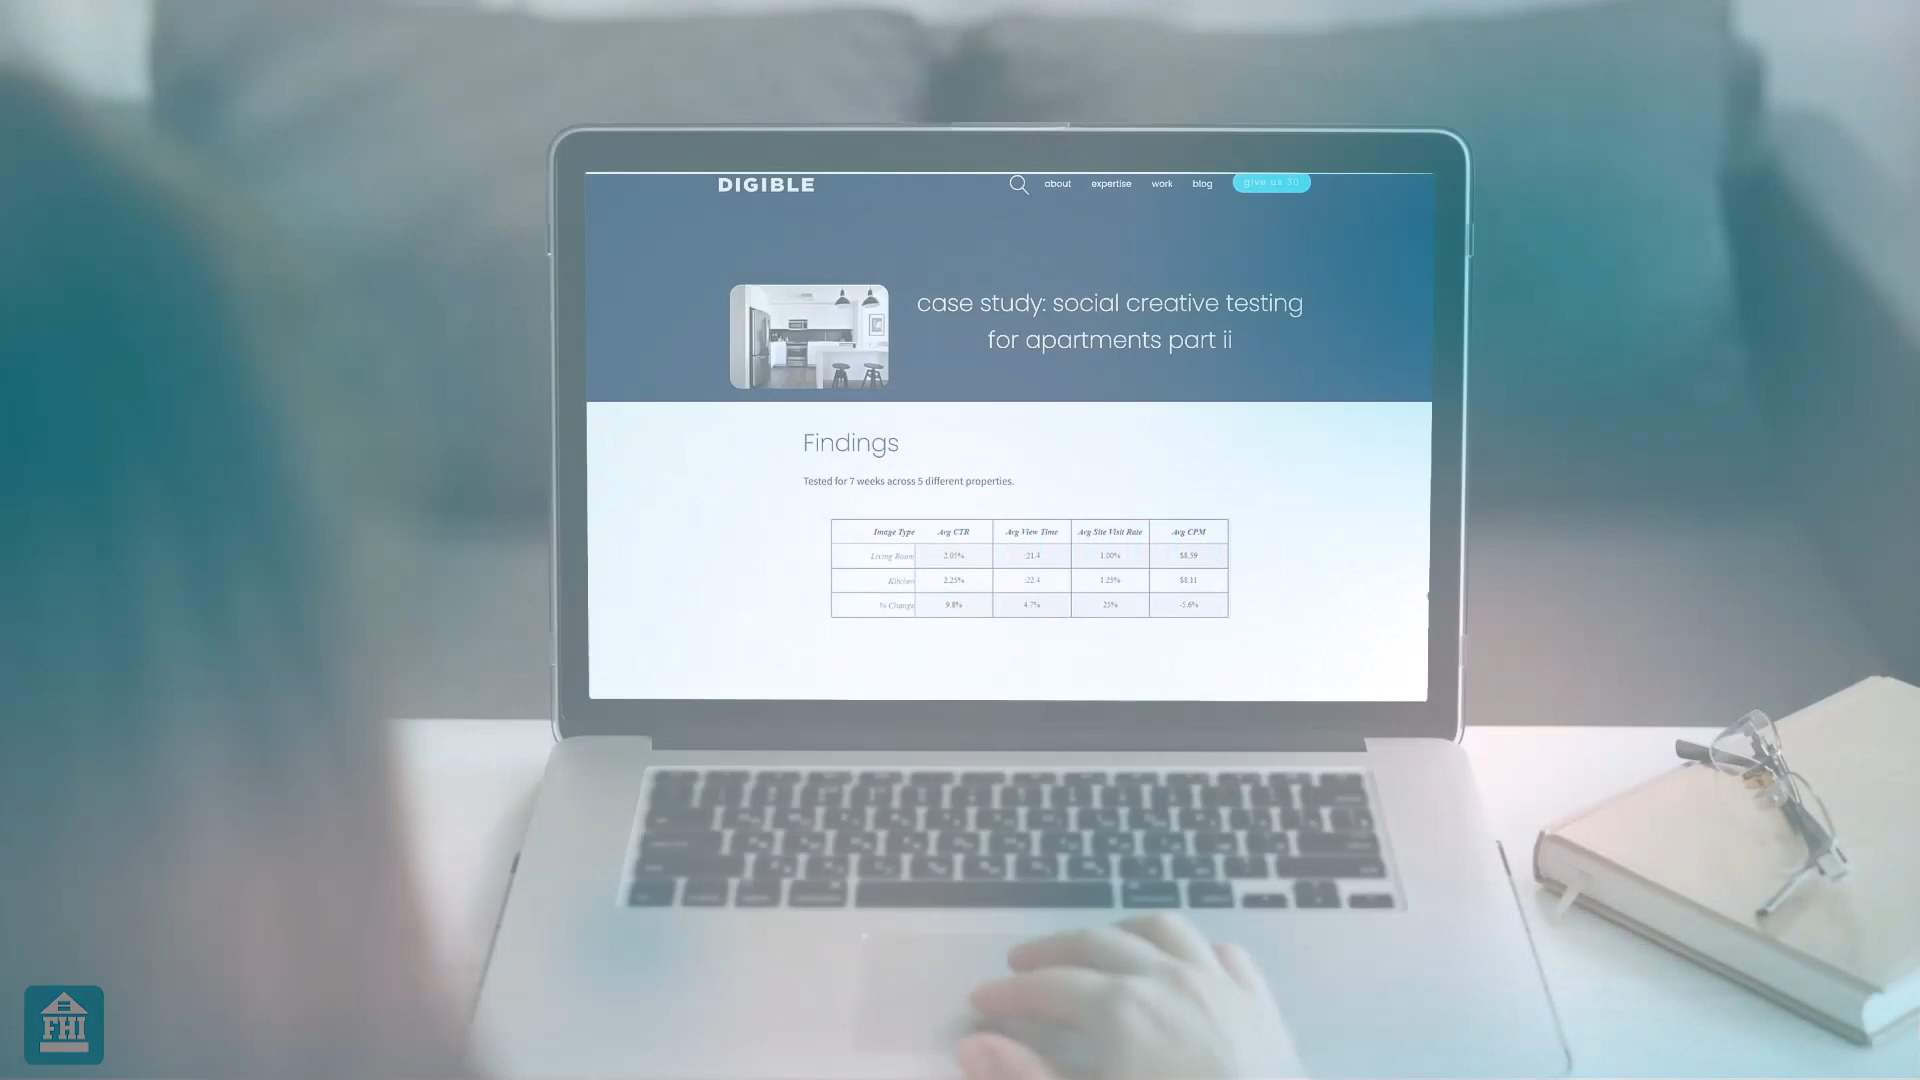 DIGIBLE
about expertise work blog give us 30
case study: social creative testing
for apartments part ii
Findings
Tested for 7 weeks across 5 different properties.
Image Type Avg CTR Avg View Time Avg Site Visit Rate Avg CPM
Living Room 2.05% :21.4 1.00% $8.59
Kitchen 2.25% :22.4 1.25% $8.11
% Change 9.8% 4.7% 25% -5.6%
FHI